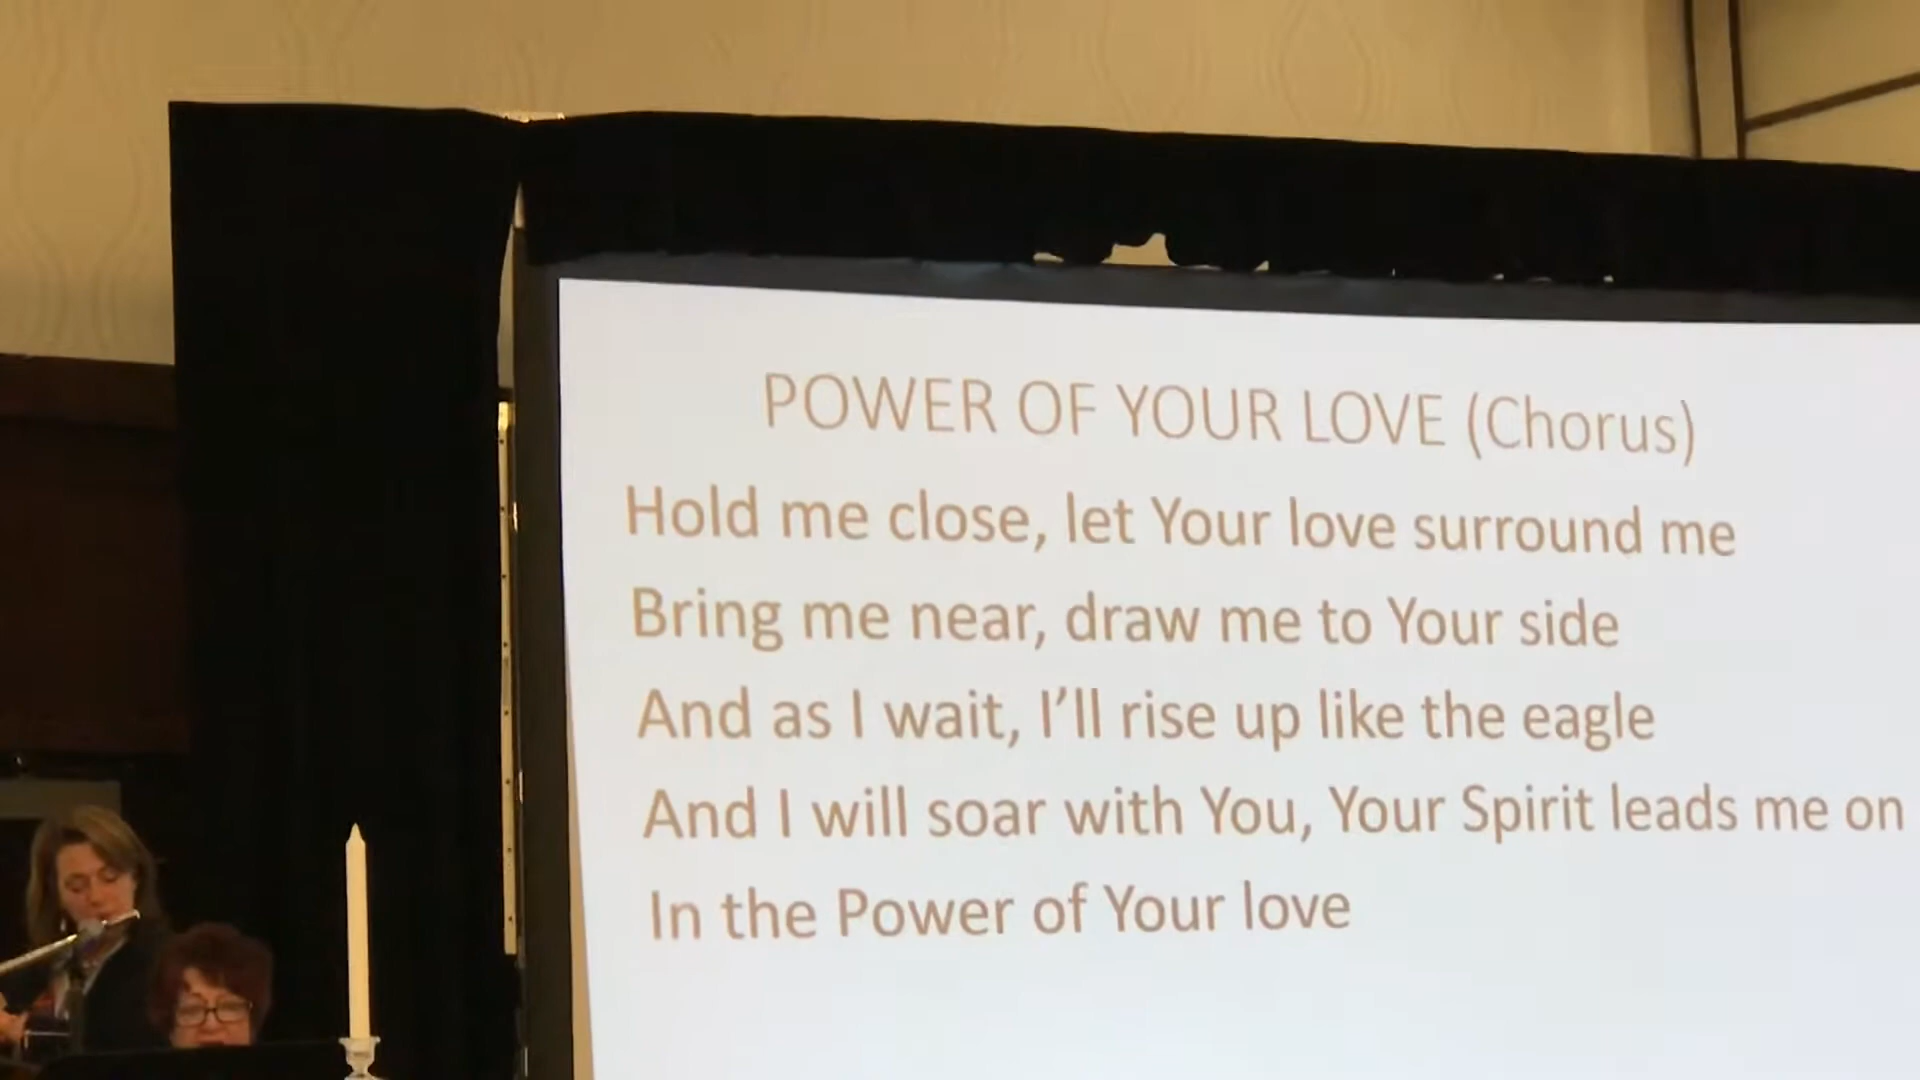 POWER OF YOUR LOVE (Chorus)
Hold me close, let Your love surround me
Bring me near, draw me to Your side
And as I wait, I’ll rise up like the eagle
And I will soar with You, Your Spirit leads me on
In the Power of Your love